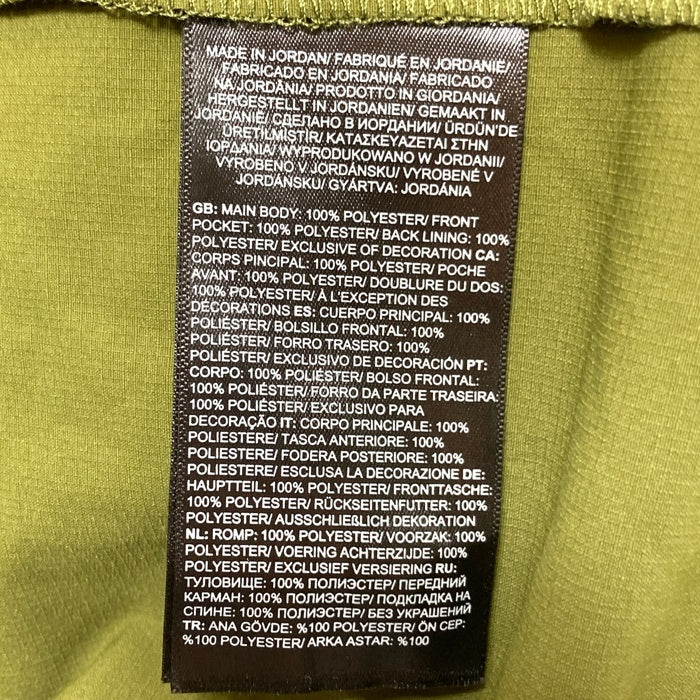 MADE IN JORDAN/ FABRIQUÉ EN JORDANIE/
FABRICADO EN JORDANIA/ FABRICADO
NA JORDÂNIA/ PRODOTTO IN GIORDANIA/
HERGESTELLT IN JORDANIEN/ GEMAAKT IN
JORDANIË/ СДЕЛАНО В ИОРДАНИИ/ ÜRDÜN'DE
ÜRETİLMİSTİR/ ΚΑΤΑΣΚΕΥΑΖΕΤΑΙ ΣΤΗΝ
ΙΟΡΔΑΝΙΑ/ WYPRODUKOWANO W JORDANII/
VYROBENO V JORDÁNSKU/ VYROBENÉ V
JORDÁNSKU/ GYÁRTVA: JORDÁNIA
GB: MAIN BODY: 100% POLYESTER/ FRONT
POCKET: 100% POLYESTER/ BACK LINING: 100%
POLYESTER/ EXCLUSIVE OF DECORATION CA:
CORPS PINCIPAL: 100% POLYESTER/ POCHE
AVANT: 100% POLYESTER/ DOUBLURE DU DOS:
100% POLYESTER/ À L'EXCEPTION DES
DÉCORATIONS ES: CUERPO PRINCIPAL: 100%
POLIÉSTER/ BOLSILLO FRONTAL: 100%
POLIÉSTER/ FORRO TRASERO: 100%
POLIÉSTER/ EXCLUSIVO DE DECORACIÓN PT:
CORPO: 100% POLIÉSTER/ BOLSO FRONTAL:
100% POLIÉSTER/ FORRO DA PARTE TRASEIRA:
100% POLIÉSTER/ EXCLUSIVO PARA
DECORAÇÃO IT: CORPO PRINCIPALE: 100%
POLIESTERE/ TASCA ANTERIORE: 100%
POLIESTERE/ FODERA POSTERIORE: 100%
POLIESTERE/ ESCLUSA LA DECORAZIONE DE:
HAUPTTEIL: 100% POLYESTER/ FRONTTASCHE:
100% POLYESTER/ RÜCKSEITENFUTTER: 100%
POLYESTER/ AUSSCHLIEßLICH DEKORATION
NL: ROMP: 100% POLYESTER/ VOORZAK: 100%
POLYESTER/ VOERING ACHTERZIJDE: 100%
POLYESTER/ EXCLUSIEF VERSIERING RU:
ТУЛОВИЩЕ: 100% ПОЛИЭСТЕР/ ПЕРЕДНИЙ
КАРМАН: 100% ПОЛИЭСТЕР/ ПОДКЛАДКА НА
СПИНЕ: 100% ПОЛИЭСТЕР/ БЕЗ УКРАШЕНИЙ
TR: ANA GÖVDE: %100 POLYESTER/ ÖN CEP:
%100 POLYESTER/ ARKA ASTAR: %100